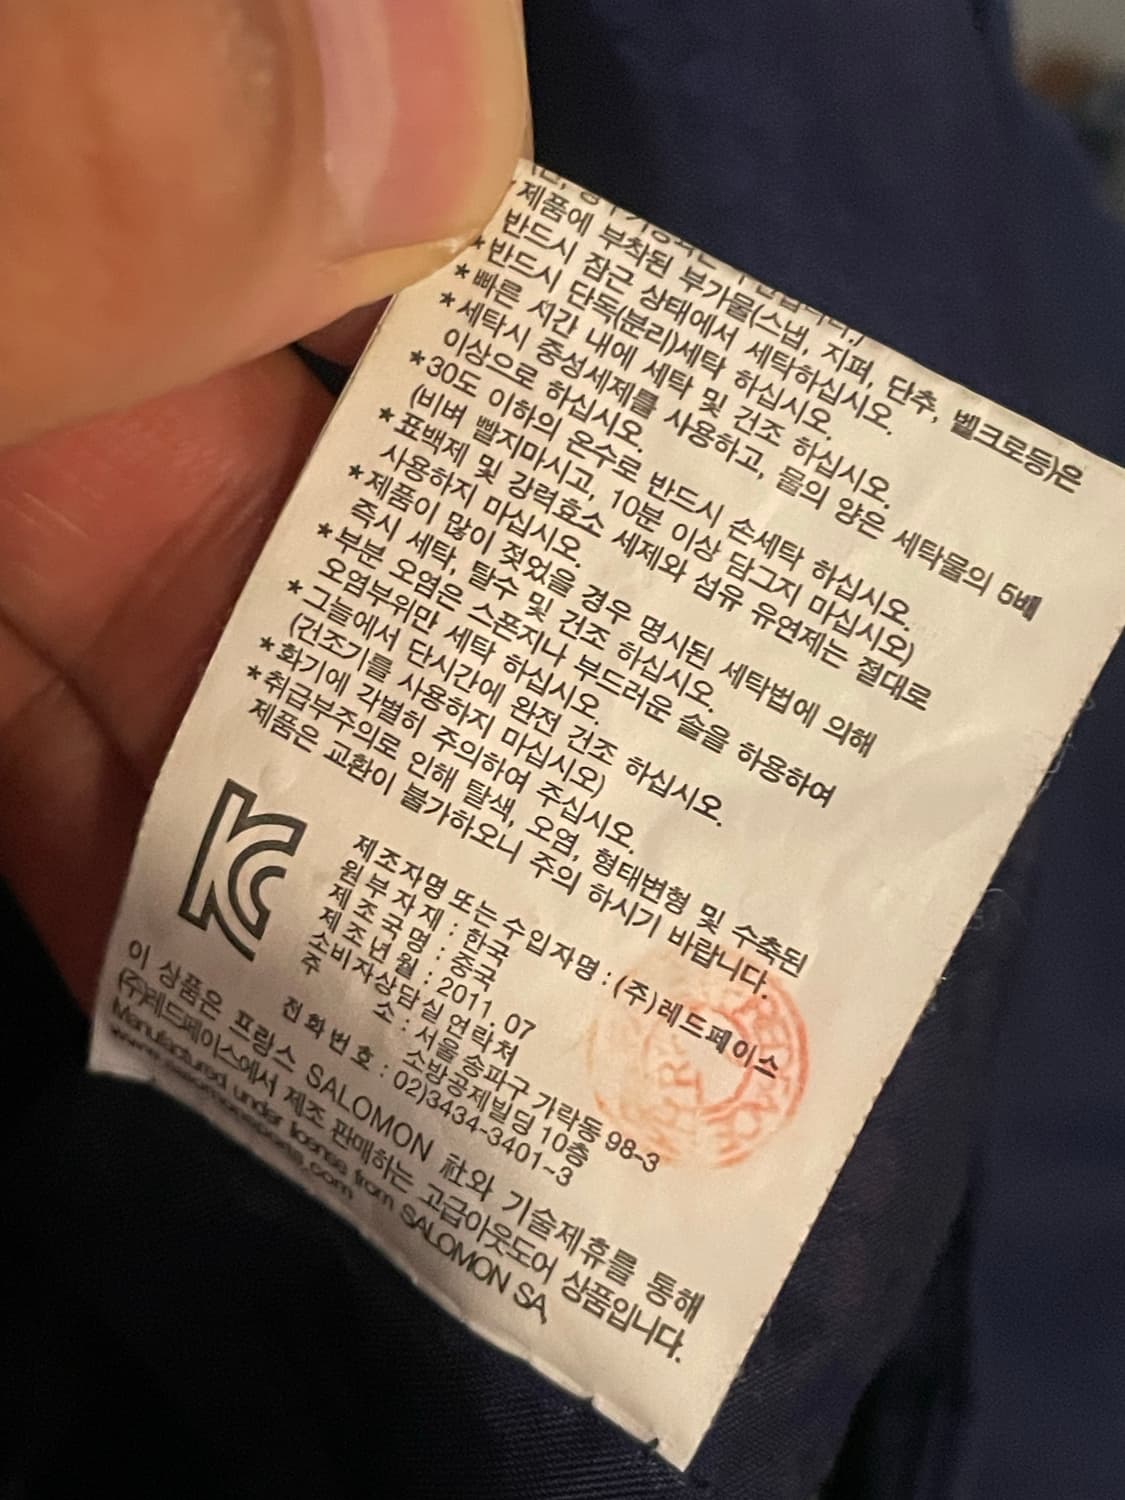 * 제품에 부착된 부가물(스냅, 지퍼, 단추, 벨크로등)은
반드시 잠근 상태에서 세탁하십시오.
* 반드시 단독(분리)세탁 하십시오.
* 빠른 시간 내에 세탁 및 건조 하십시오.
* 세탁시 중성세제를 사용하고, 물의 양은 세탁물의 5배
이상으로 하십시오.
* 30도 이하의 온수로 반드시 손세탁 하십시오.
(비벼 빨지마시고, 10분 이상 담그지 마십시오)
* 표백제 및 강력효소 세제와 섬유 유연제는 절대로
사용하지 마십시오.
* 제품이 많이 젖었을 경우 명시된 세탁법에 의해
즉시 세탁, 탈수 및 건조 하십시오.
* 부분 오염은 스폰지나 부드러운 솔을 하용하여
오염부위만 세탁 하십시오.
* 그늘에서 단시간에 완전 건조 하십시오.
(건조기를 사용하지 마십시오)
* 화기에 각별히 주의하여 주십시오.
* 취급부주의로 인해 탈색, 오염, 형태변형 및 수축된
제품은 교환이 불가하오니 주의 하시기 바랍니다.
KC
제조자명 또는 수입자명 : (주)레드페이스
원부자재 : 한국
제조국명 : 중국
제조년월 : 2011. 07
소비자상담실 연락처
주 소 : 서울 송파구 가락동 98-3
소방공제빌딩 10층
전화번호 : 02)3434-3401~3
이 상품은 프랑스 SALOMON 社와 기술제휴를 통해
(주)레드페이스에서 제조 판매하는 고급아웃도어 상품입니다.
Manufactured under license from SALOMON SA,
www.salomonsports.com